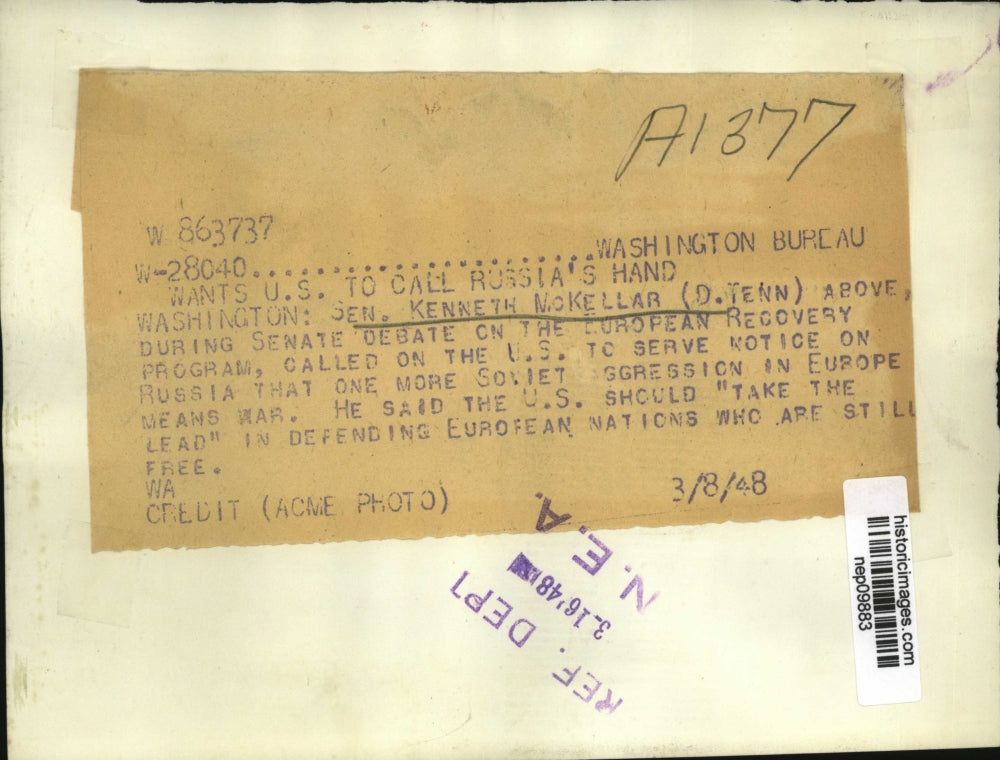 A1377
W 863737
W-28040......................WASHINGTON BUREAU
WANTS U.S. TO CALL RUSSIA'S HAND
WASHINGTON: SEN. KENNETH MCKELLAR (D.TENN) ABOVE,
DURING SENATE DEBATE ON THE EUROPEAN RECOVERY
PROGRAM, CALLED ON THE U.S. TO SERVE NOTICE ON
RUSSIA THAT ONE MORE SOVIET AGGRESSION IN EUROPE
MEANS WAR. HE SAID THE U.S. SHOULD "TAKE THE
LEAD" IN DEFENDING EUROPEAN NATIONS WHO ARE STILL
FREE.
WA
CREDIT (ACME PHOTO) 3/8/48
N. E. A.
3-16'48
REF. DEPT
historicimages.com
nep09883